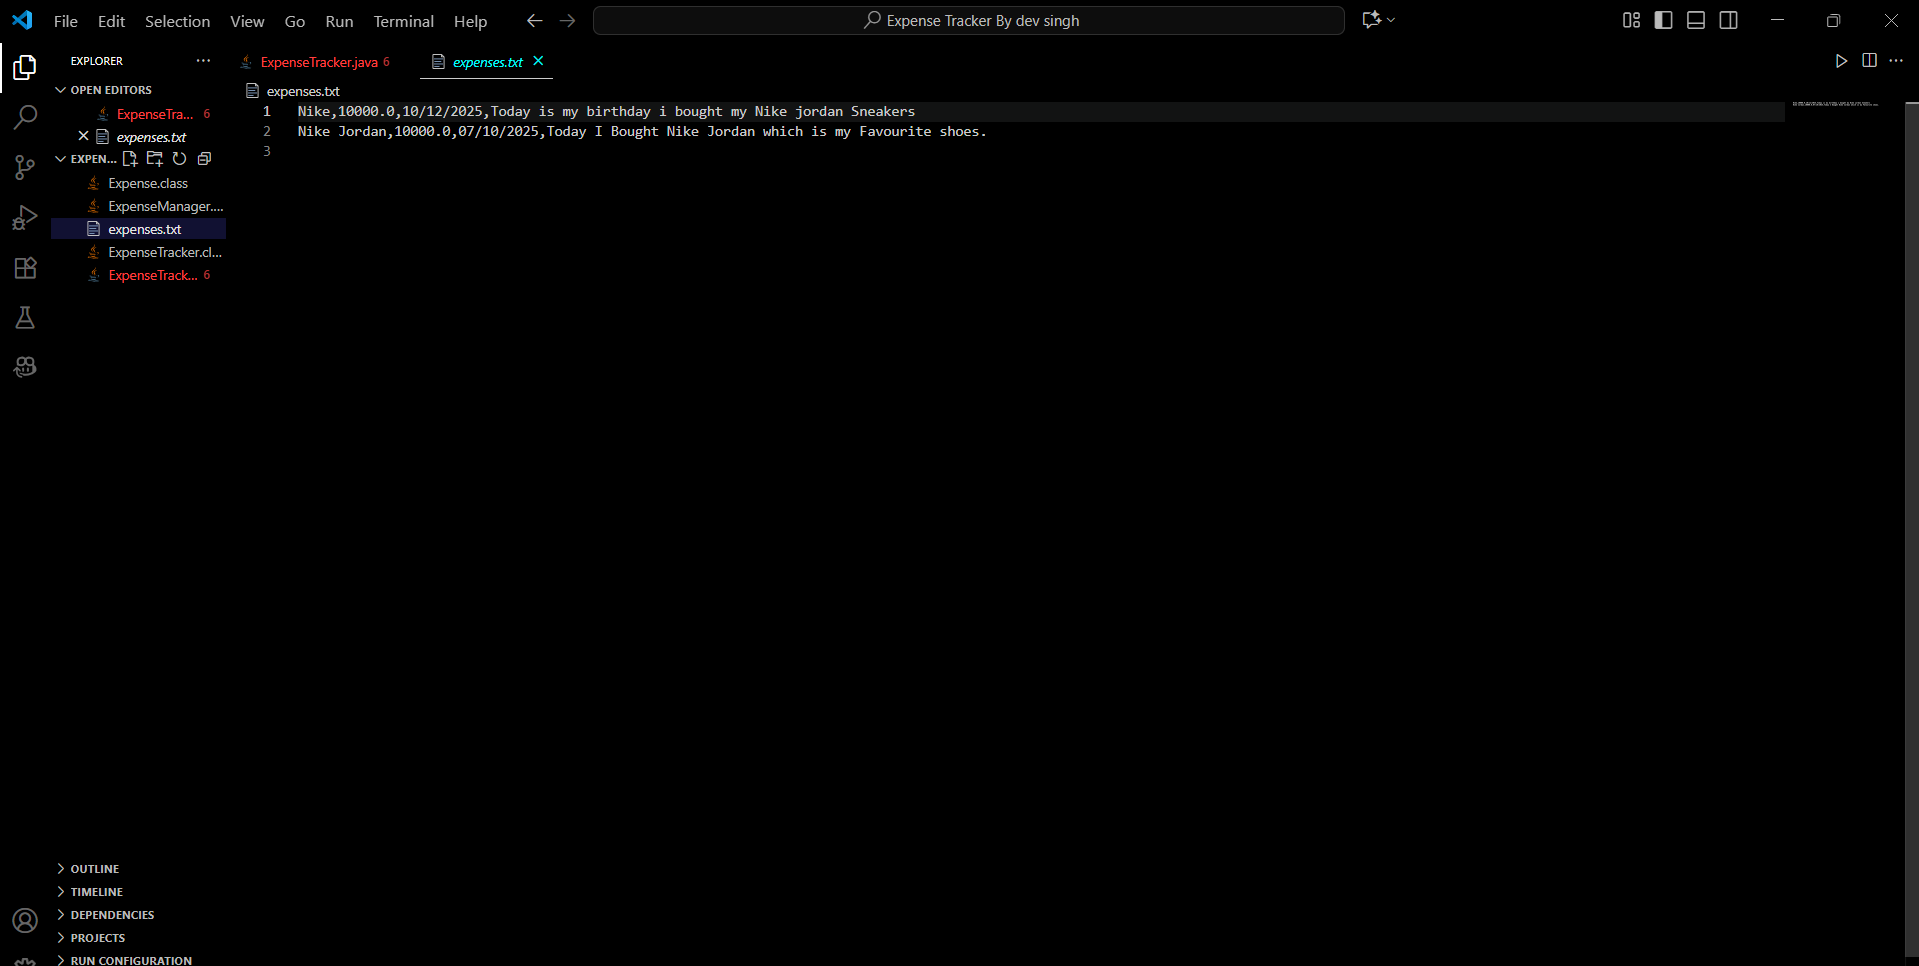 File Edit Selection View Go Run Terminal Help
Expense Tracker By dev singh
EXPLORER
OPEN EDITORS
ExpenseTra... 6
expenses.txt
EXPEN...
Expense.class
ExpenseManager....
expenses.txt
ExpenseTracker.cl...
ExpenseTrack... 6
OUTLINE
TIMELINE
DEPENDENCIES
PROJECTS
RUN CONFIGURATION
ExpenseTracker.java 6
expenses.txt
expenses.txt
1 Nike,10000.0,10/12/2025,Today is my birthday i bought my Nike jordan Sneakers
2 Nike Jordan,10000.0,07/10/2025,Today I Bought Nike Jordan which is my Favourite shoes.
3